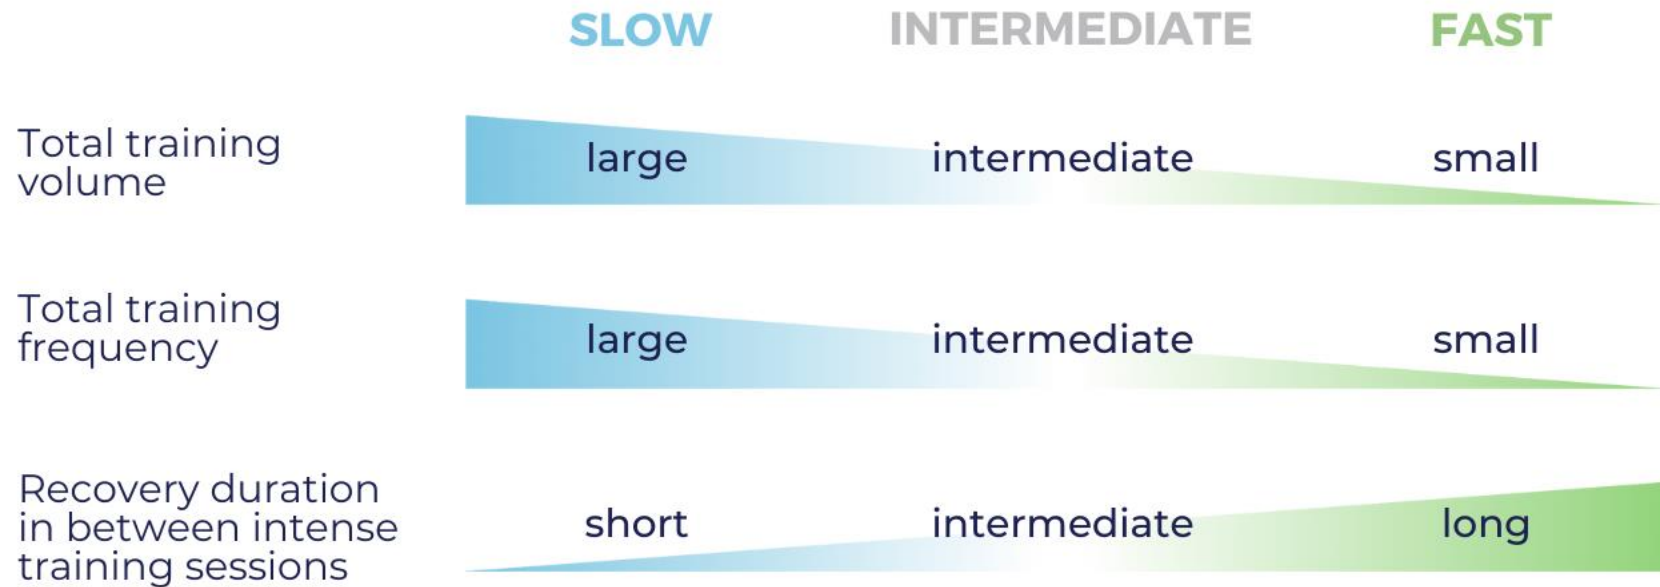 SLOW INTERMEDIATE FAST
Total training
volume
large intermediate small
Total training
frequency
large intermediate small
Recovery duration
in between intense
training sessions
short intermediate long